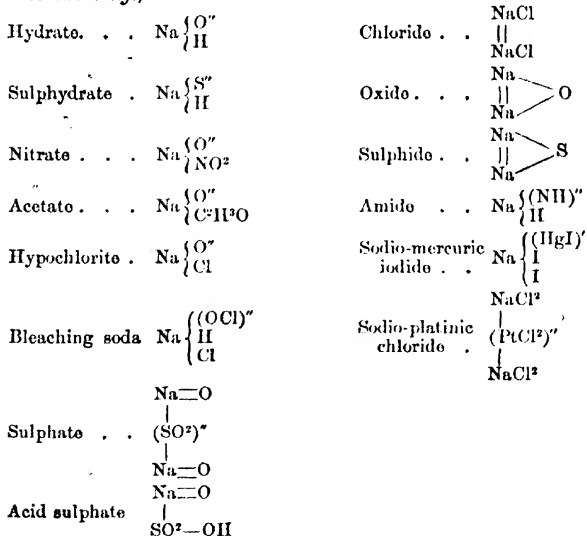 Hydrate. . . Na { O″
H
Sulphydrate . Na { S″
H
Nitrate . . . Na { O″
NO²
Acetate . . . Na { O″
C²H³O
Hypochlorite . Na { O″
Cl
Bleaching soda Na { (OCl)″
H
Cl
Na=O
|
Sulphate . . (SO²)″
|
Na=O
Na=O
|
Acid sulphate
SO²—OH
NaCl
Chloride . . ||
NaCl
Na
Oxide . . . || > O
Na
Na
Sulphide . . || > S
Na
Amide . . Na { (NH)″
H
Sodio-mercuric Na { (HgI)′
iodide . . I
I
NaCl²
|
Sodio-platinic (PtCl²)″
chloride .
|
NaCl²